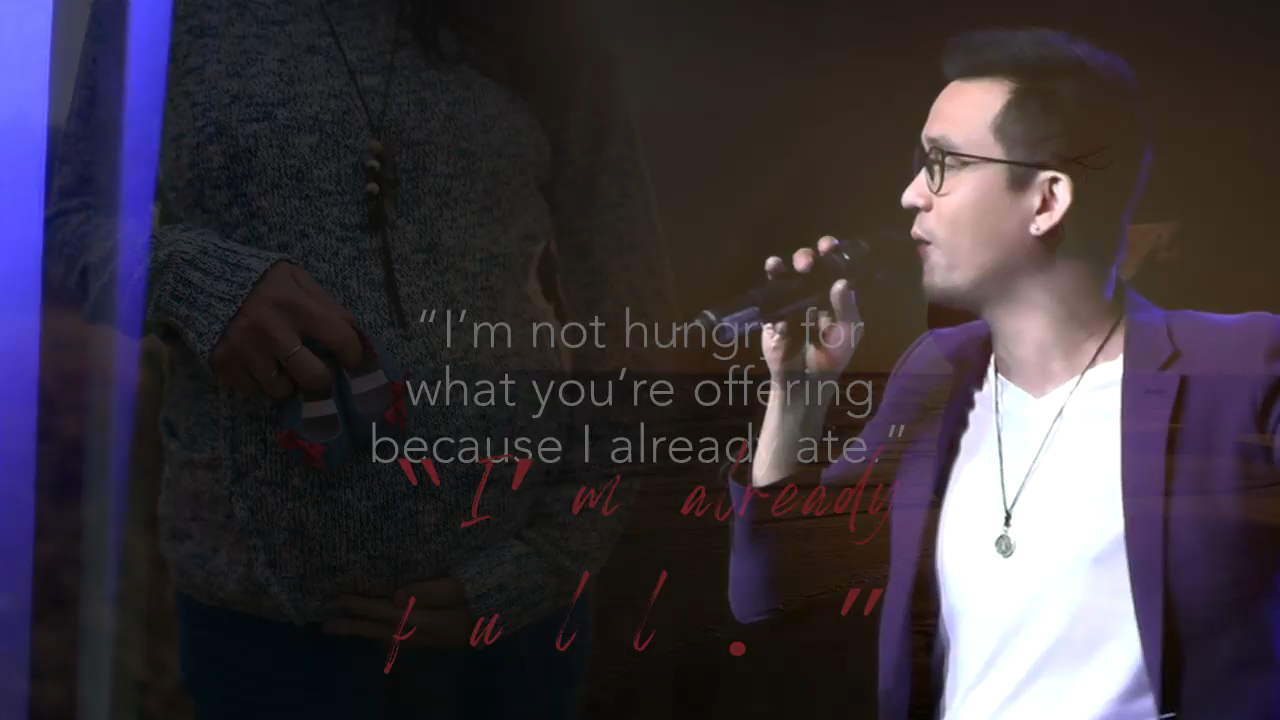 “I’m not hungry for
what you’re offering
because I already ate.”
“I’m already
full.”